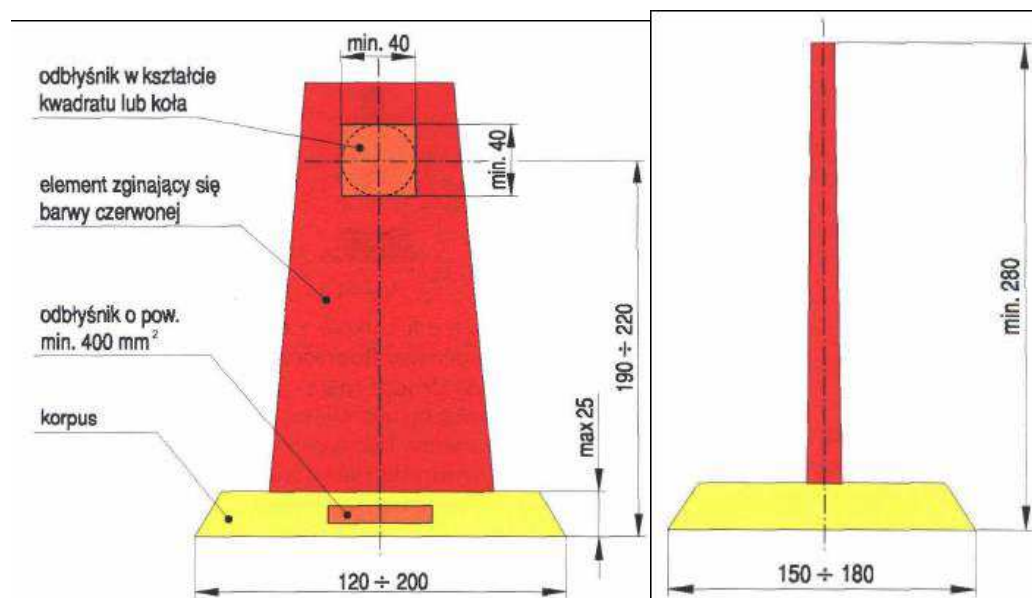 min. 40
odbłyśnik w kształcie
kwadratu lub koła
min. 40
element zginający się
barwy czerwonej
odbłyśnik o pow.
min. 400 mm²
korpus
190 ÷ 220
max 25
120 ÷ 200
min. 280
150 ÷ 180